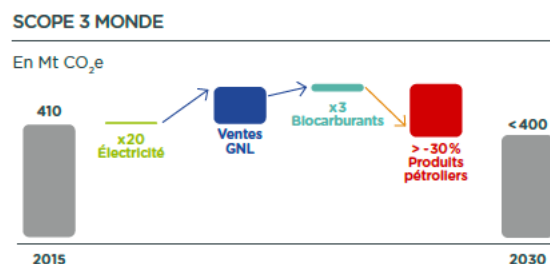 SCOPE 3 MONDE
En Mt CO₂e
410
x20
Électricité
Ventes
GNL
x3
Biocarburants
> -30%
Produits
pétroliers
<400
2015
2030